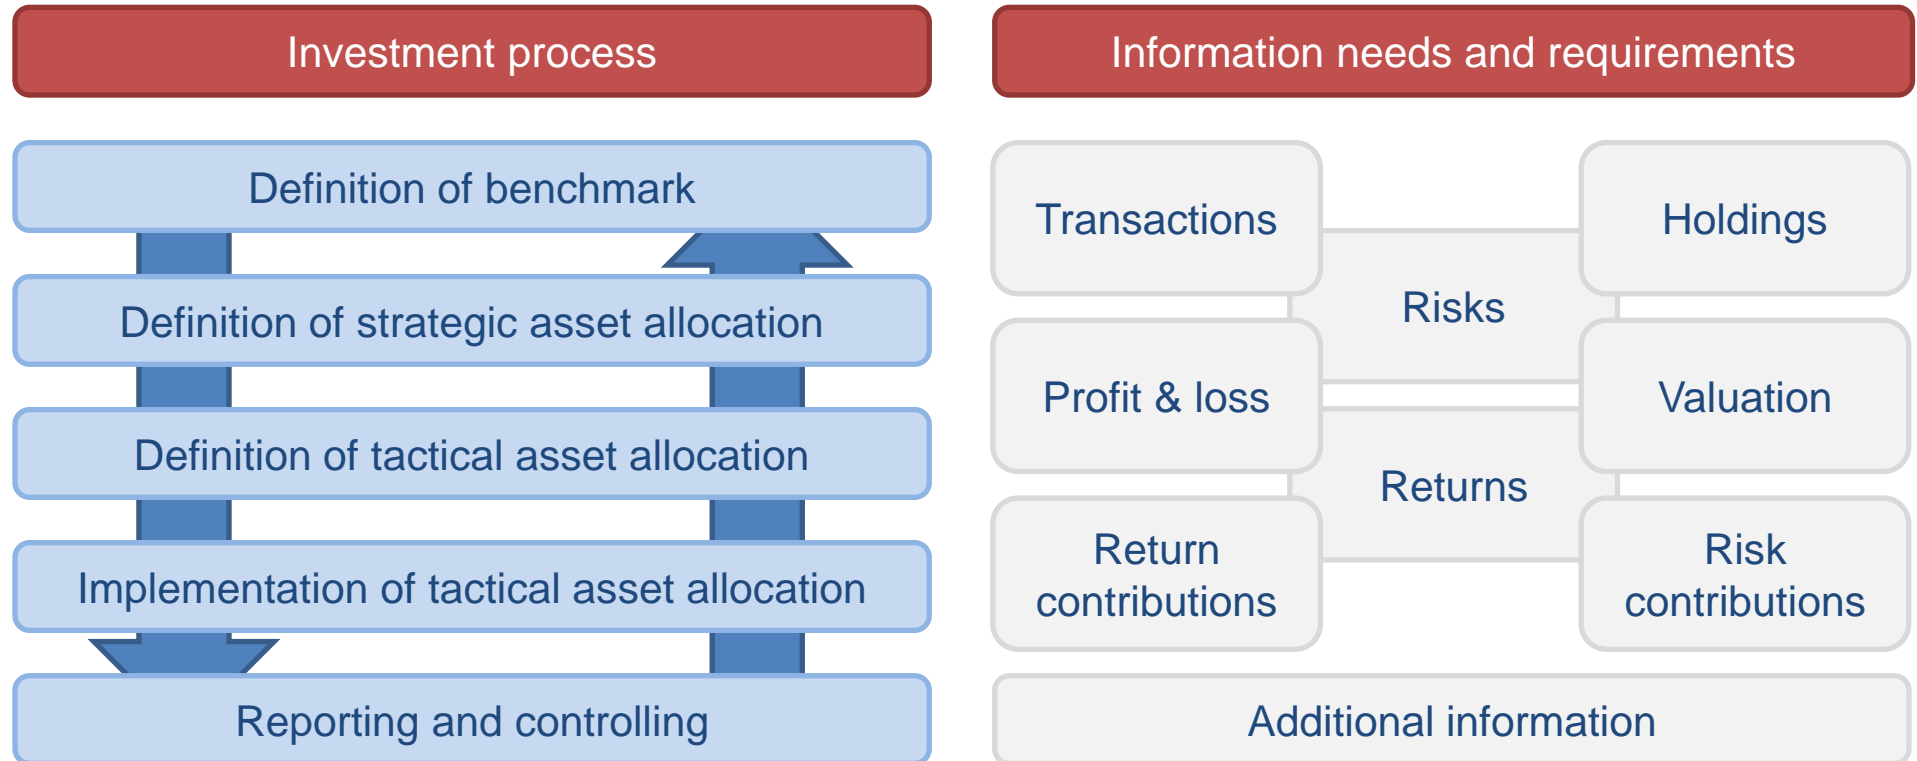 Investment process
Information needs and requirements
Definition of benchmark
Definition of strategic asset allocation
Definition of tactical asset allocation
Implementation of tactical asset allocation
Reporting and controlling
Transactions
Holdings
Risks
Profit & loss
Valuation
Returns
Return
contributions
Risk
contributions
Additional information